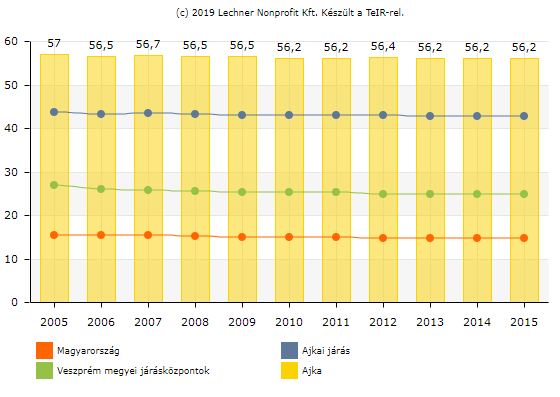 (c) 2019 Lechner Nonprofit Kft. Készült a TeIR-rel.
60
57 56,5 56,7 56,5 56,5 56,2 56,2 56,4 56,2 56,2 56,2
50
40
30
20
10
0
2005 2006 2007 2008 2009 2010 2011 2012 2013 2014 2015
Magyarország Ajkai járás
Veszprém megyei járásközpontok Ajka